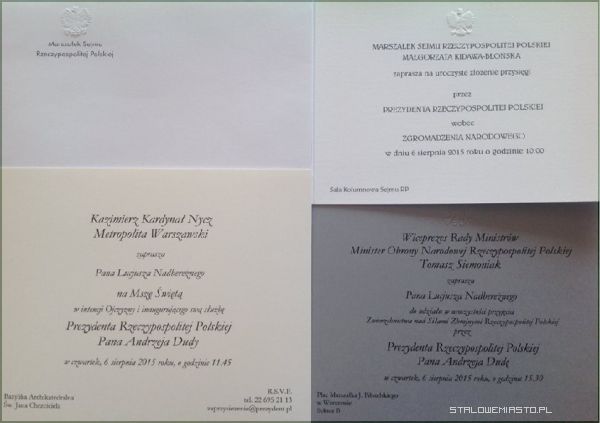 Marszałek Sejmu
Rzeczypospolitej Polskiej
MARSZAŁEK SEJMU RZECZYPOSPOLITEJ POLSKIEJ
MAŁGORZATA KIDAWA-BŁOŃSKA
zaprasza na uroczyste złożenie przysięgi
przez
PREZYDENTA RZECZYPOSPOLITEJ POLSKIEJ
wobec
ZGROMADZENIA NARODOWEGO
w dniu 6 sierpnia 2015 roku o godzinie 10.00
Sala Kolumnowa Sejmu RP
Kazimierz Kardynał Nycz
Metropolita Warszawski
zaprasza
Pana Lucjusza Nadbereżnego
na Mszę Świętą
w intencji Ojczyzny i inaugurującego swą służbę
Prezydenta Rzeczypospolitej Polskiej
Pana Andrzeja Dudy
w czwartek, 6 sierpnia 2015 roku, o godzinie 11.45
Bazylika Archikatedralna
Św. Jana Chrzciciela
R.S.V.P.
tel. 22 695 21 13
zaprzysiezenie@prezydent.pl
Wiceprezes Rady Ministrów
Minister Obrony Narodowej Rzeczypospolitej Polskiej
Tomasz Siemoniak
zaprasza
Pana Lucjusza Nadbereżnego
do udziału w uroczystości przyjęcia
Zwierzchnictwa nad Siłami Zbrojnymi Rzeczypospolitej Polskiej
przez
Prezydenta Rzeczypospolitej Polskiej
Pana Andrzeja Dudę
w czwartek, 6 sierpnia 2015 roku, o godzinie 15.30
Plac Marszałka J. Piłsudskiego
w Warszawie
Sektor B
STALOWEMIASTO.PL